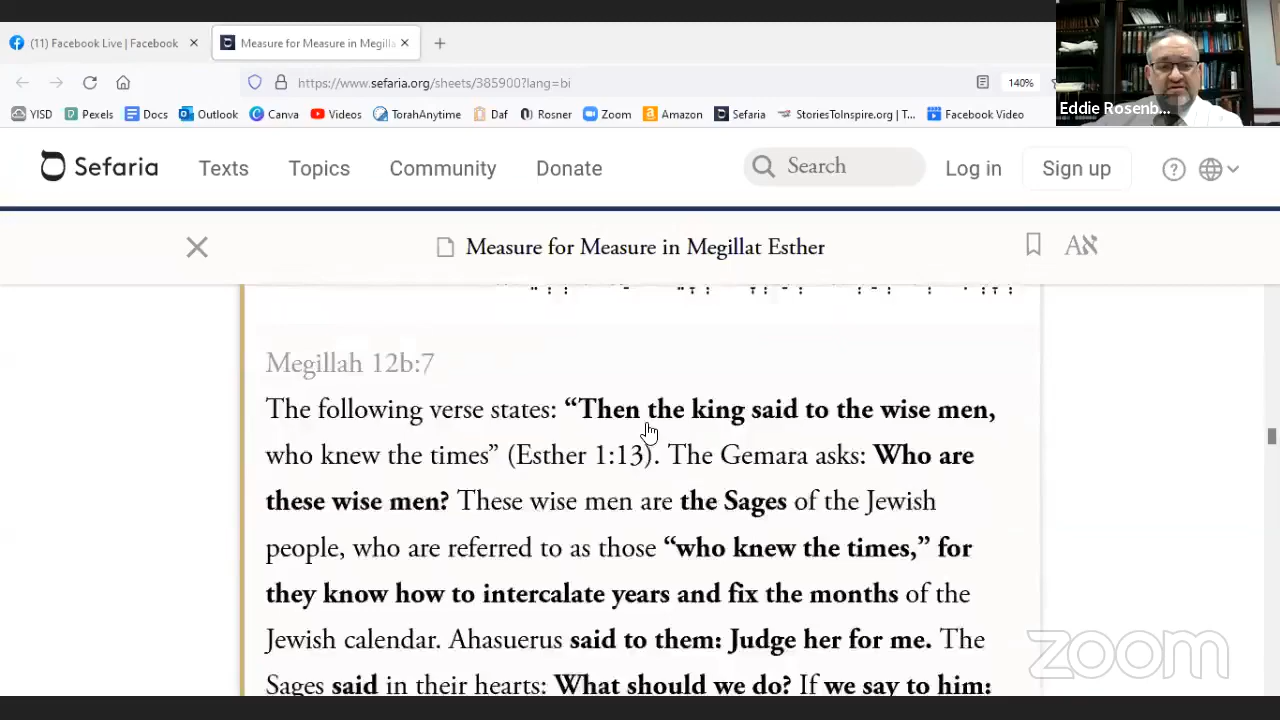 (11) Facebook Live | Facebook
Measure for Measure in Megilla
https://www.sefaria.org/sheets/385900?lang=bi
140%
YISD Pexels Docs Outlook Canva Videos TorahAnytime Daf Rosner Zoom Amazon Sefaria StoriesToInspire.org | T... Facebook Video
Eddie Rosenb...
Sefaria Texts Topics Community Donate Search Log in Sign up
Measure for Measure in Megillat Esther
Aא
Megillah 12b:7
The following verse states: “Then the king said to the wise men,
who knew the times” (Esther 1:13). The Gemara asks: Who are
these wise men? These wise men are the Sages of the Jewish
people, who are referred to as those “who knew the times,” for
they know how to intercalate years and fix the months of the
Jewish calendar. Ahasuerus said to them: Judge her for me. The
Sages said in their hearts: What should we do? If we say to him:
zoom